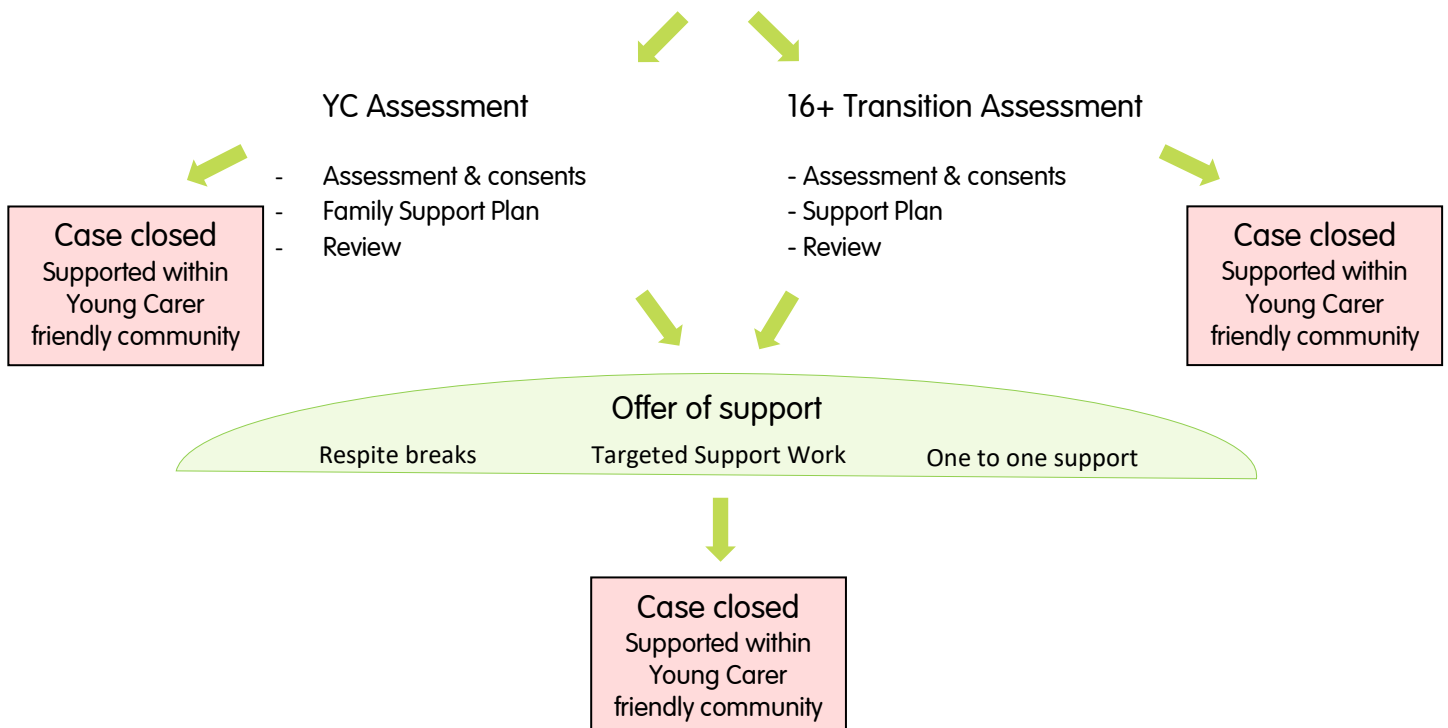 YC Assessment
- Assessment & consents
- Family Support Plan
- Review
16+ Transition Assessment
- Assessment & consents
- Support Plan
- Review
Case closed
Supported within
Young Carer
friendly community
Case closed
Supported within
Young Carer
friendly community
Offer of support
Respite breaks
Targeted Support Work
One to one support
Case closed
Supported within
Young Carer
friendly community